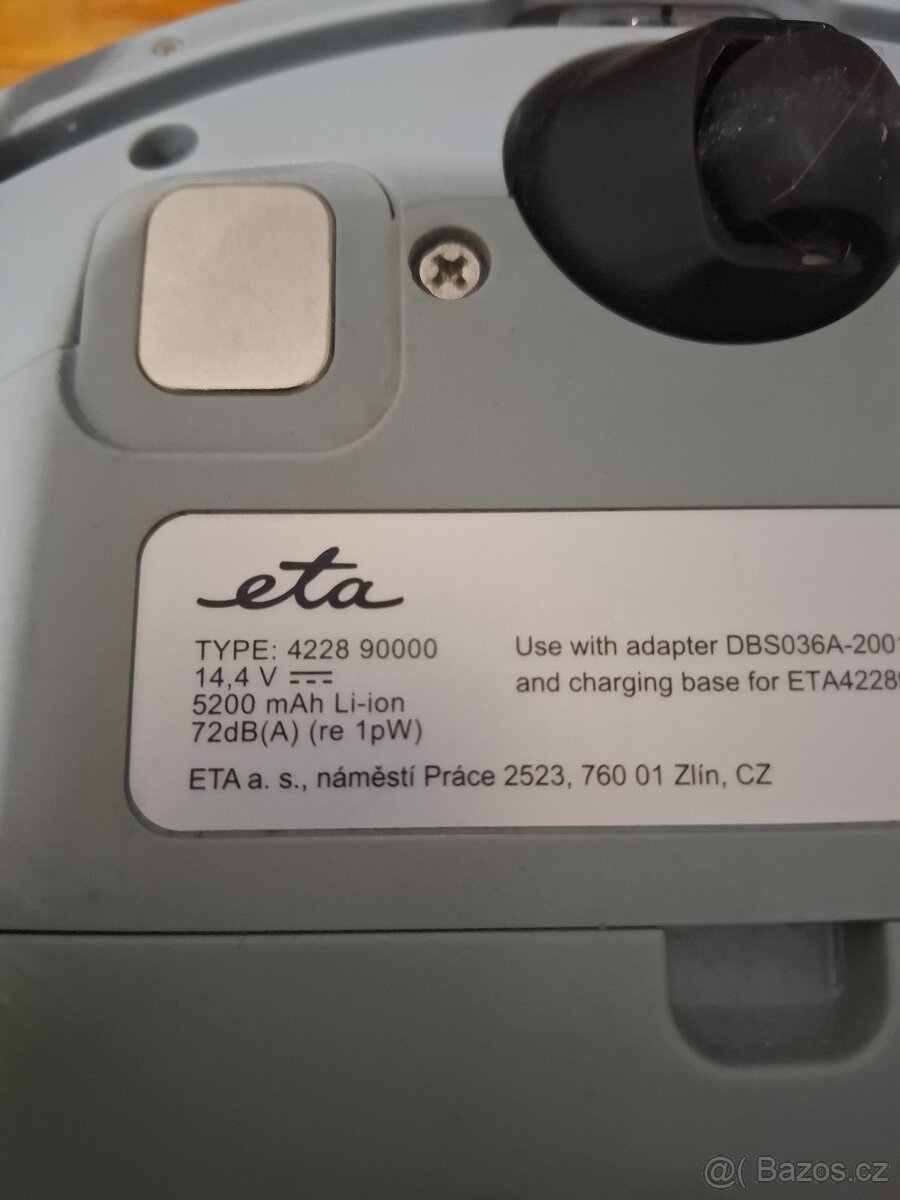 eta
TYPE: 4228 90000
14,4 V
5200 mAh Li-ion
72dB(A) (re 1pW)
Use with adapter DBS036A-2001
and charging base for ETA4228
ETA a. s., náměstí Práce 2523, 760 01 Zlín, CZ
@( Bazos.cz